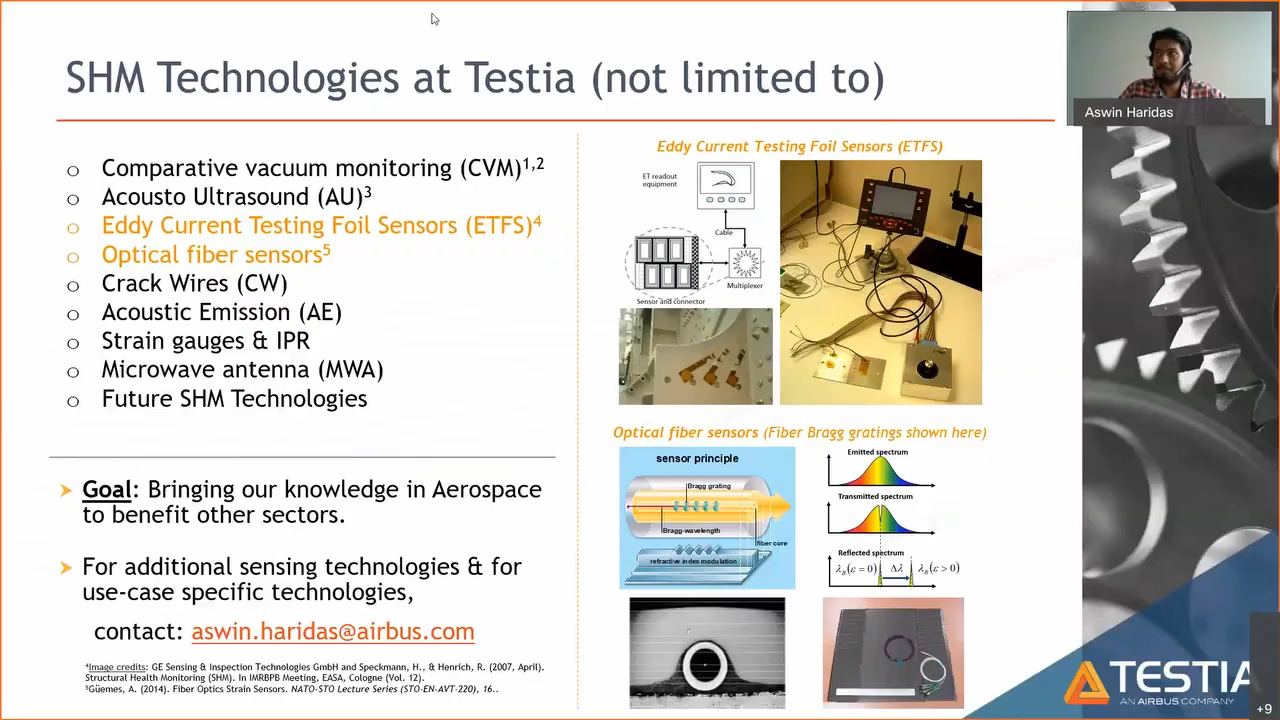 SHM Technologies at Testia (not limited to)
Aswin Haridas
o Comparative vacuum monitoring (CVM)1,2
o Acousto Ultrasound (AU)3
o Eddy Current Testing Foil Sensors (ETFS)4
o Optical fiber sensors5
o Crack Wires (CW)
o Acoustic Emission (AE)
o Strain gauges & IPR
o Microwave antenna (MWA)
o Future SHM Technologies
Goal: Bringing our knowledge in Aerospace
to benefit other sectors.
For additional sensing technologies & for
use-case specific technologies,
contact: aswin.haridas@airbus.com
4Image credits: GE Sensing & Inspection Technologies GmbH and Speckmann, H., & Henrich, R. (2007, April).
Structural Health Monitoring (SHM). In IMRBPB Meeting, EASA, Cologne (Vol. 12).
5Güemes, A. (2014). Fiber Optics Strain Sensors. NATO-STO Lecture Series (STO-EN-AVT-220), 16..
Eddy Current Testing Foil Sensors (ETFS)
ET readout
equipment
Cable
Multiplexer
Sensor and connector
Optical fiber sensors (Fiber Bragg gratings shown here)
sensor principle
Bragg grating
Bragg-wavelength
fiber core
refractive index modulation
Emitted spectrum
Transmitted spectrum
Reflected spectrum
λB(ε = 0) Δλ λB(ε > 0)
TESTIA
AN AIRBUS COMPANY
+9